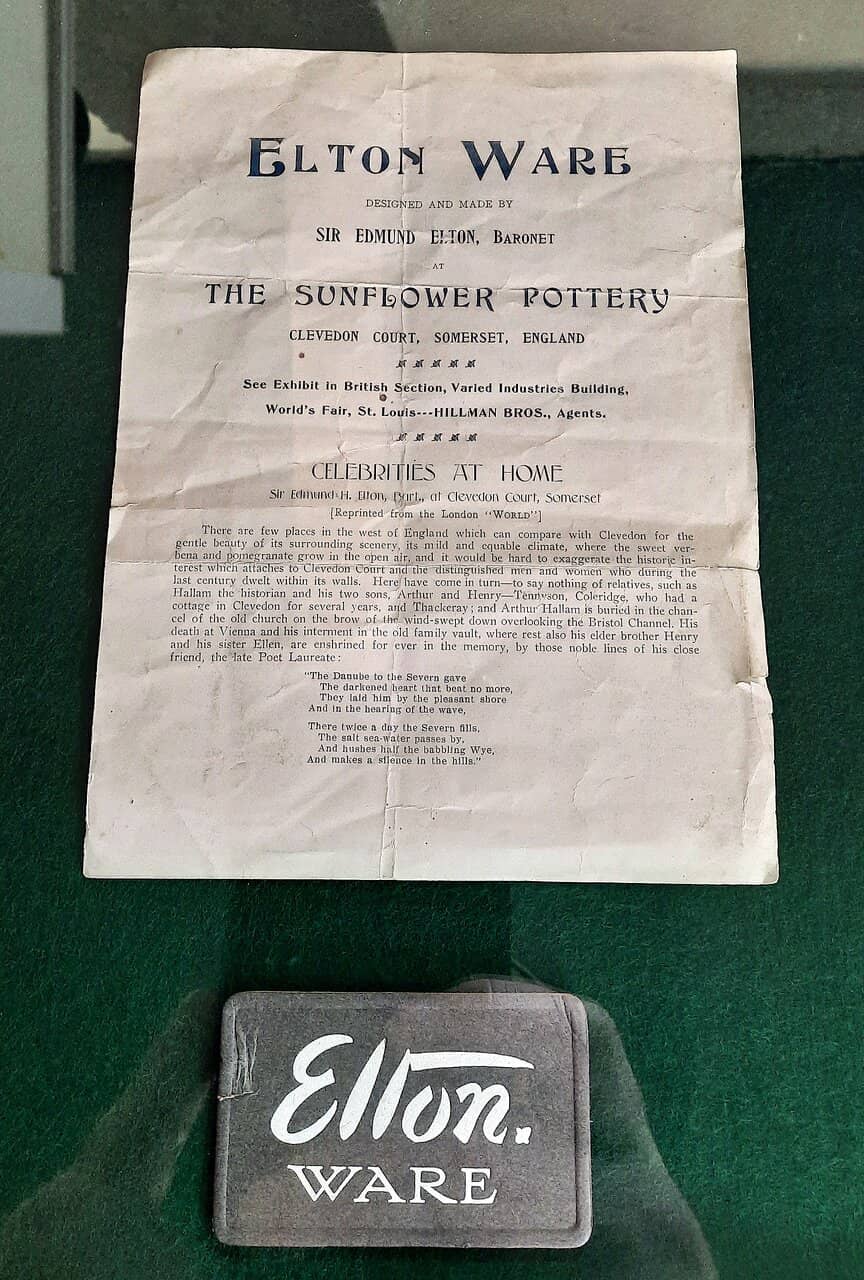 ELTON WARE
DESIGNED AND MADE BY
SIR EDMUND ELTON, BARONET
AT
THE SUNFLOWER POTTERY
CLEVEDON COURT, SOMERSET, ENGLAND
See Exhibit in British Section, Varied Industries Building,
World's Fair, St. Louis---HILLMAN BROS., Agents.
CELEBRITIES AT HOME
Sir Edmund H. Elton, Bart., at Clevedon Court, Somerset
[Reprinted from the London "WORLD"]
There are few places in the west of England which can compare with Clevedon for the
gentle beauty of its surrounding scenery, its mild and equable climate, where the sweet ver-
bena and pomegranate grow in the open air, and it would be hard to exaggerate the historic in-
terest which attaches to Clevedon Court and the distinguished men and women who during the
last century dwelt within its walls. Here have come in turn—to say nothing of relatives, such as
Hallam the historian and his two sons, Arthur and Henry—Tennyson, Coleridge, who had a
cottage in Clevedon for several years, and Thackeray; and Arthur Hallam is buried in the chan-
cel of the old church on the brow of the wind-swept down overlooking the Bristol Channel. His
death at Vienna and his interment in the old family vault, where rest also his elder brother Henry
and his sister Ellen, are enshrined for ever in the memory, by those noble lines of his close
friend, the late Poet Laureate:
"The Danube to the Severn gave
The darkened heart that beat no more,
They laid him by the pleasant shore
And in the hearing of the wave,
There twice a day the Severn fills,
The salt sea-water passes by,
And hushes half the babbling Wye,
And makes a silence in the hills."
Elton.
WARE